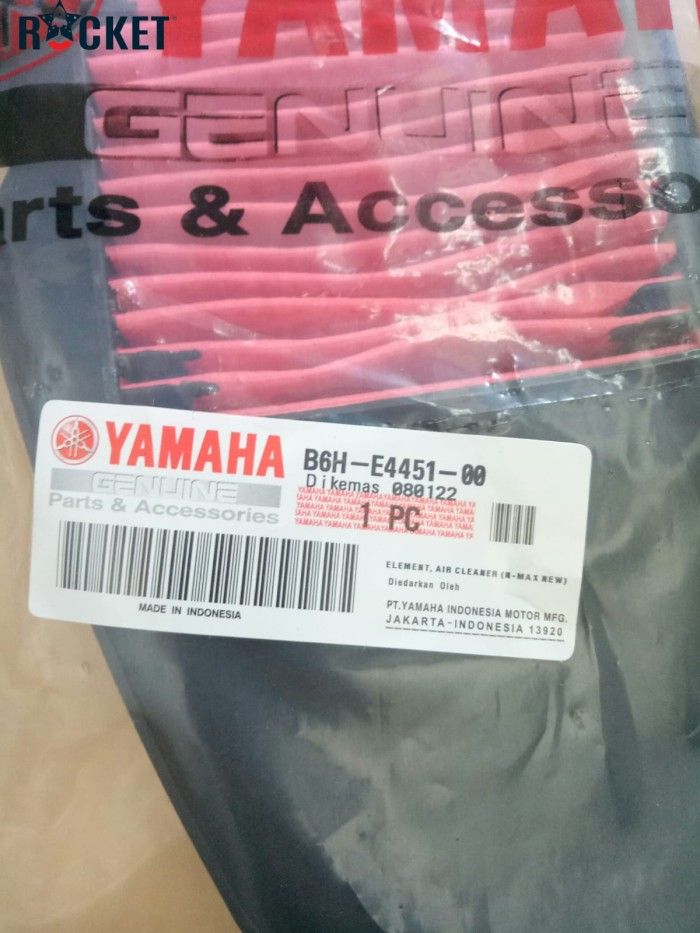 ROCKET
YAMA
GENUINE
arts & Accesso
YAMAHA
GENUINE
Parts & Accessories
MADE IN INDONESIA
B6H-E4451-00
Dikemas 080122
1 PC
ELEMENT, AIR CLEANER (N-MAX NEW)
Diedarkan Oleh
PT.YAMAHA INDONESIA MOTOR MFG.
JAKARTA-INDONESIA 13920